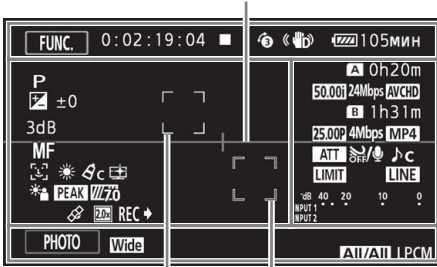 FUNC. 0:02:19:04 105мин
P
±0
3dB
MF
C
PEAK 70
2.0x REC
PHOTO Wide
A 0h20m
50.00i 24Mbps AVCHD
B 1h31m
25.00P 4Mbps MP4
ATT OFF C
LIMIT LINE
-dB 40 20 10 0
INPUT 1
INPUT 2
All/All LPCM